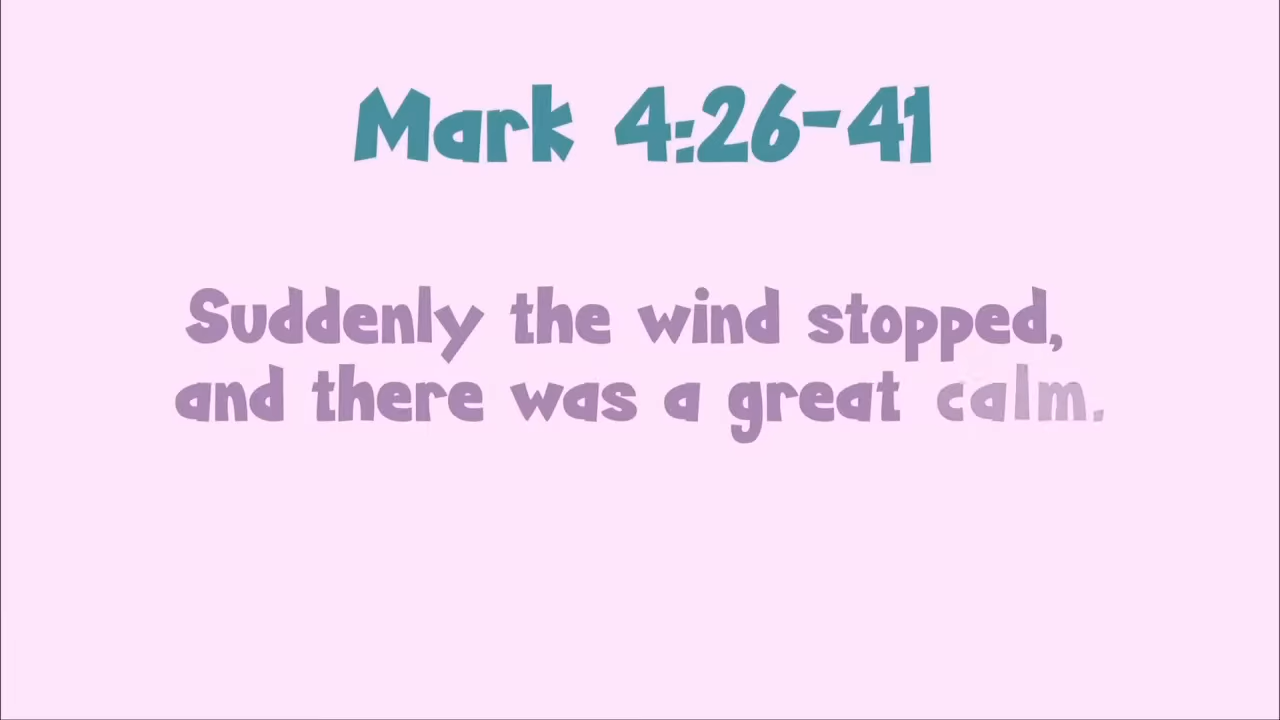 Mark 4:26-41
Suddenly the wind stopped,
and there was a great calm.